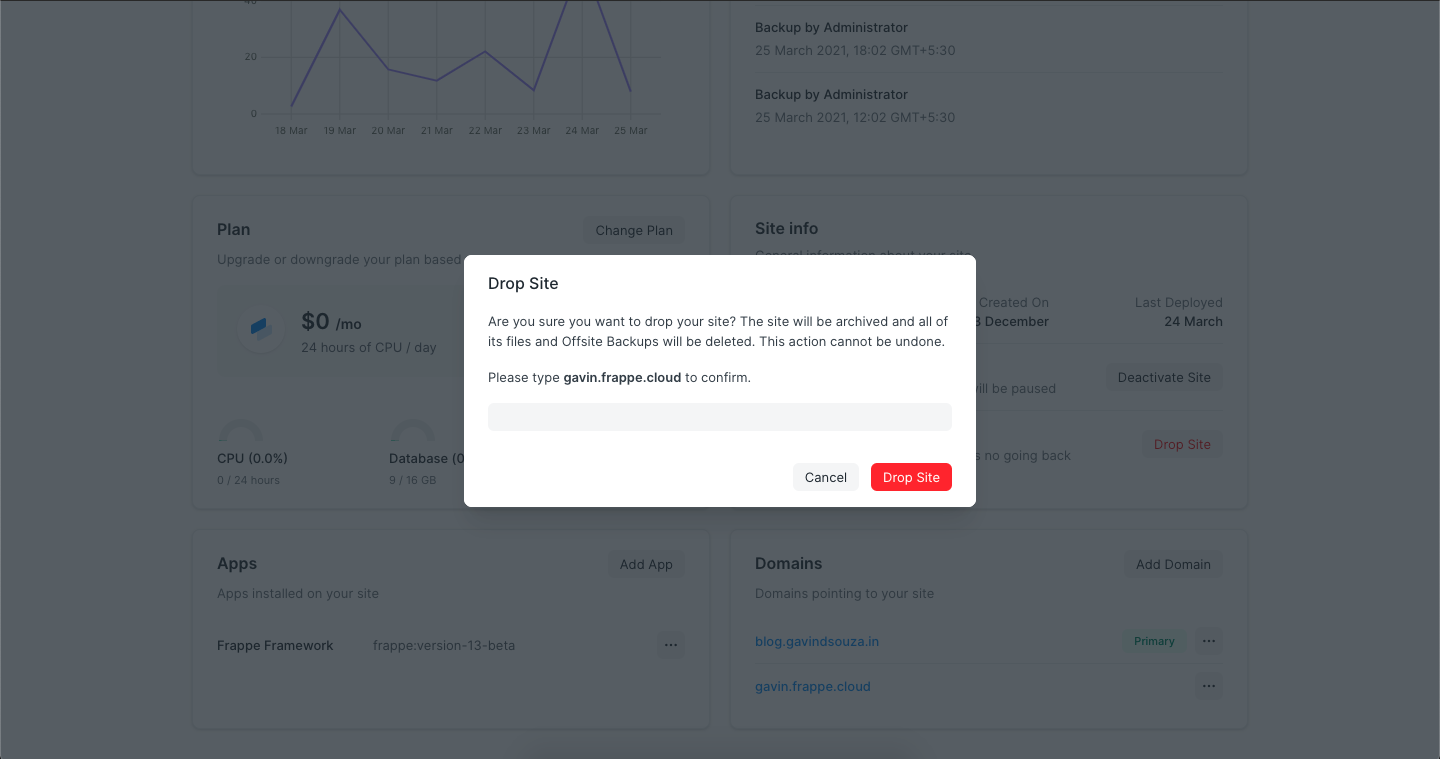 40
20
0
18 Mar 19 Mar 20 Mar 21 Mar 22 Mar 23 Mar 24 Mar 25 Mar
Backup by Administrator
25 March 2021, 18:02 GMT+5:30
Backup by Administrator
25 March 2021, 12:02 GMT+5:30
Plan
Change Plan
Upgrade or downgrade your plan based
$0 /mo
24 hours of CPU / day
CPU (0.0%)
0 / 24 hours
Database (0
9 / 16 GB
Site info
General information about your site
Created On
3 December
Last Deployed
24 March
will be paused
Deactivate Site
s no going back
Drop Site
Drop Site
Are you sure you want to drop your site? The site will be archived and all of
its files and Offsite Backups will be deleted. This action cannot be undone.
Please type gavin.frappe.cloud to confirm.
Cancel
Drop Site
Apps
Add App
Apps installed on your site
Frappe Framework frappe:version-13-beta
Domains
Add Domain
Domains pointing to your site
blog.gavindsouza.in
Primary
gavin.frappe.cloud